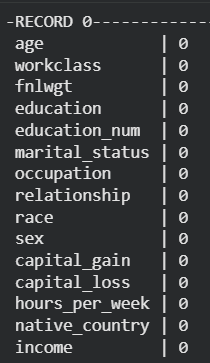 -RECORD 0-------------
age | 0
workclass | 0
fnlwgt | 0
education | 0
education_num | 0
marital_status | 0
occupation | 0
relationship | 0
race | 0
sex | 0
capital_gain | 0
capital_loss | 0
hours_per_week | 0
native_country | 0
income | 0